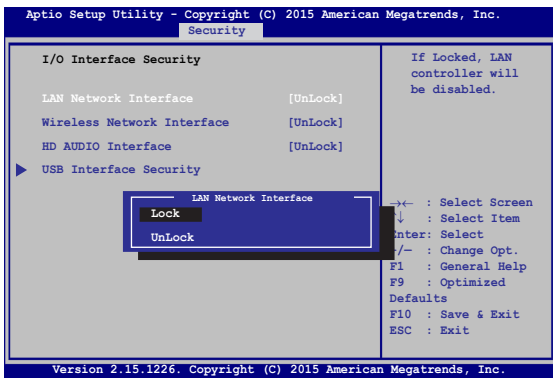 Aptio Setup Utility - Copyright (C) 2015 American Megatrends, Inc.
Security
I/O Interface Security
LAN Network Interface [UnLock]
Wireless Network Interface [UnLock]
HD AUDIO Interface [UnLock]
USB Interface Security
If Locked, LAN
controller will
be disabled.
LAN Network Interface
Lock
UnLock
→← : Select Screen
↓ : Select Item
nter: Select
/— : Change Opt.
F1 : General Help
F9 : Optimized
Defaults
F10 : Save & Exit
ESC : Exit
Version 2.15.1226. Copyright (C) 2015 American Megatrends, Inc.